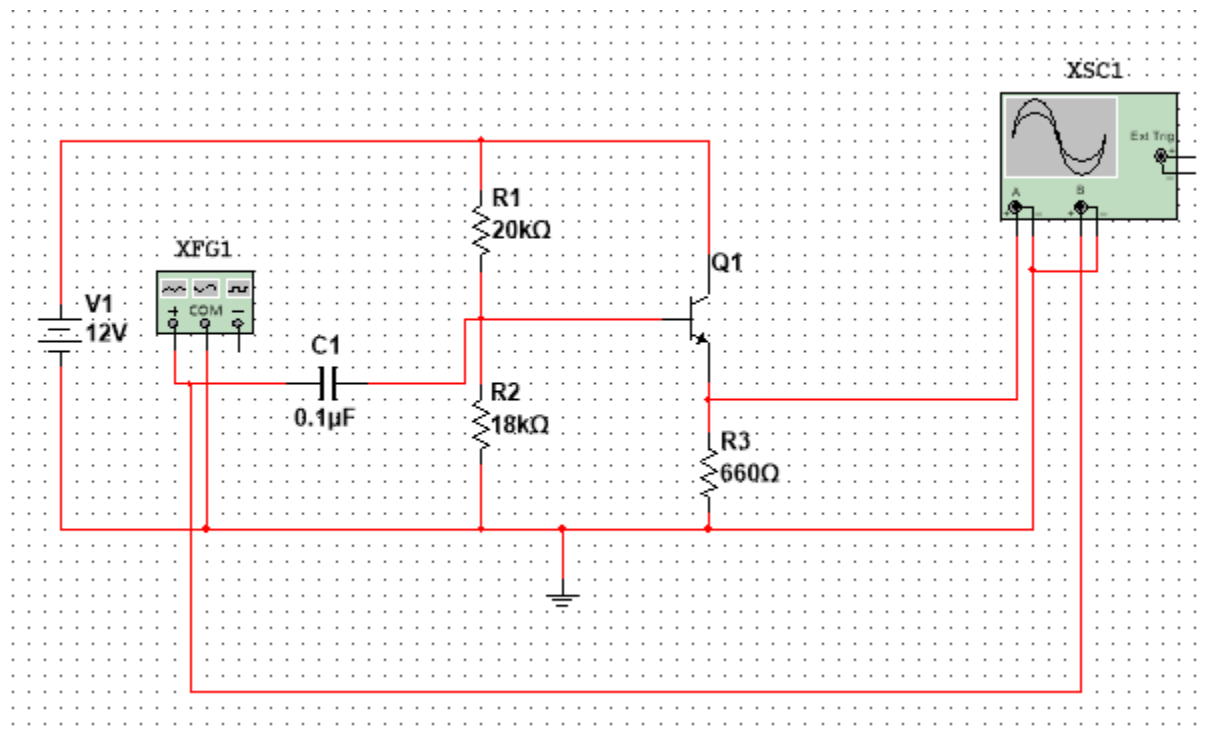 XSC1
Ext Trig
+
−
A
B
+ − + −
R1
20kΩ
XFG1
+ COM −
Q1
V1
12V
C1
0.1µF
R2
18kΩ
R3
660Ω